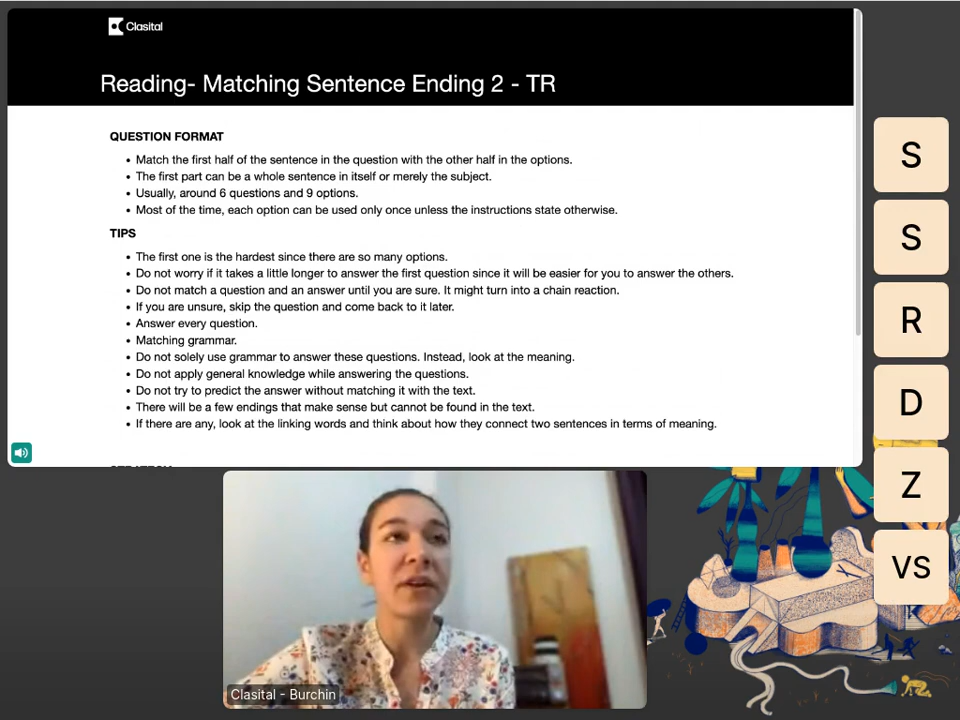 Clasital
Reading- Matching Sentence Ending 2 - TR
QUESTION FORMAT
• Match the first half of the sentence in the question with the other half in the options.
• The first part can be a whole sentence in itself or merely the subject.
• Usually, around 6 questions and 9 options.
• Most of the time, each option can be used only once unless the instructions state otherwise.
TIPS
• The first one is the hardest since there are so many options.
• Do not worry if it takes a little longer to answer the first question since it will be easier for you to answer the others.
• Do not match a question and an answer until you are sure. It might turn into a chain reaction.
• If you are unsure, skip the question and come back to it later.
• Answer every question.
• Matching grammar.
• Do not solely use grammar to answer these questions. Instead, look at the meaning.
• Do not apply general knowledge while answering the questions.
• Do not try to predict the answer without matching it with the text.
• There will be a few endings that make sense but cannot be found in the text.
• If there are any, look at the linking words and think about how they connect two sentences in terms of meaning.
S
S
R
D
Z
VS
Clasital - Burchin